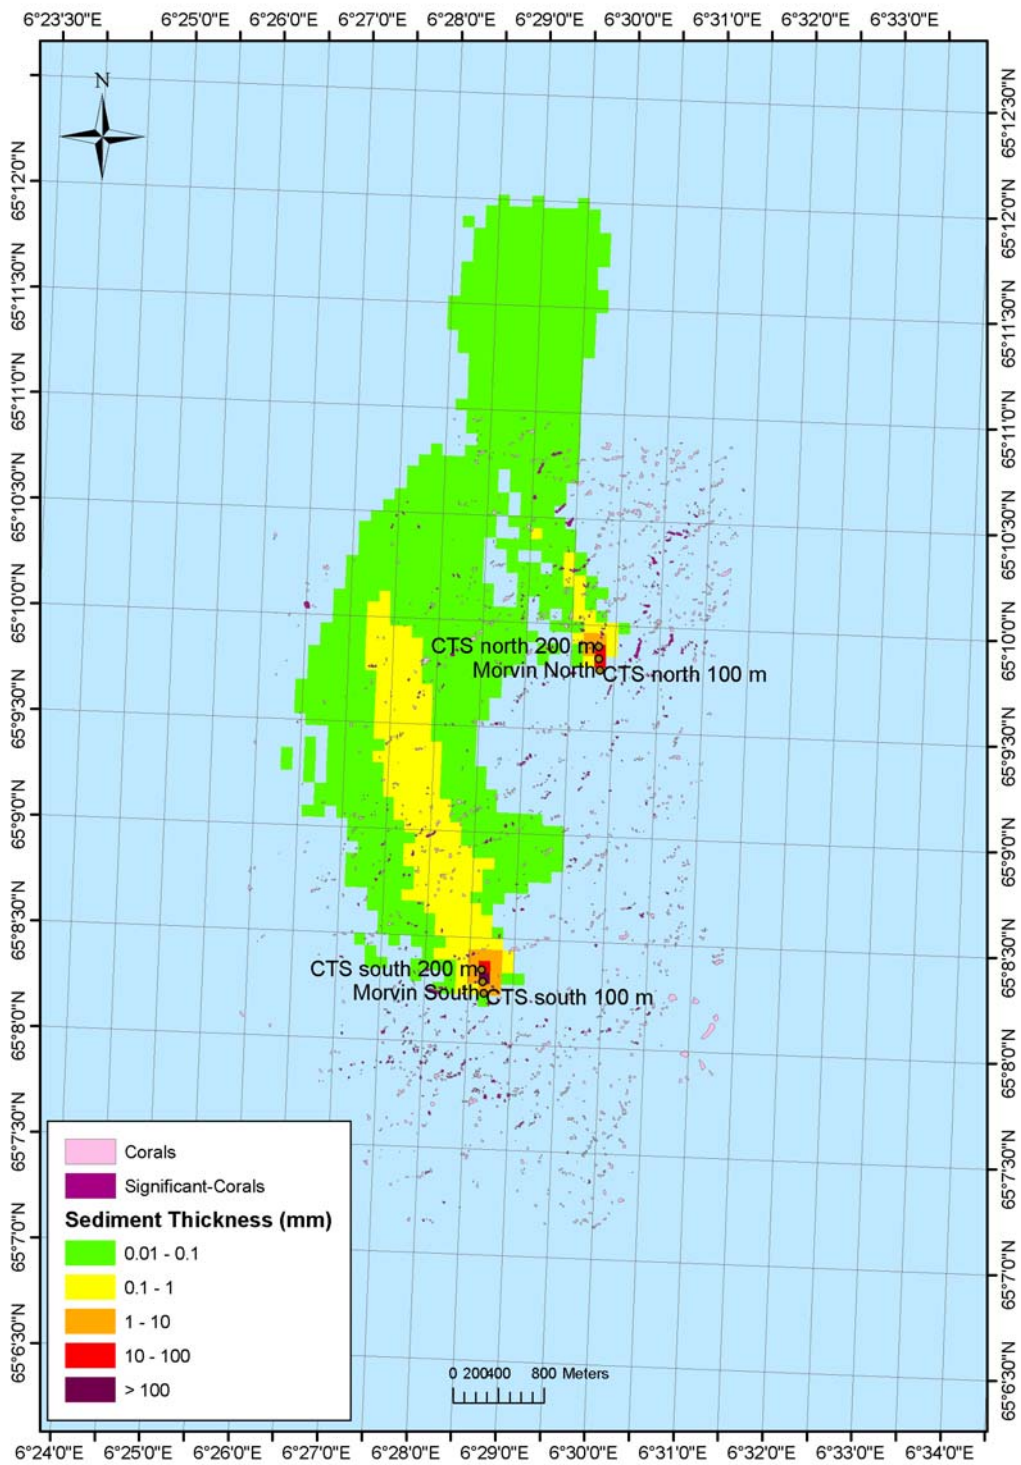 6°23'30"E 6°25'0"E 6°26'0"E 6°27'0"E 6°28'0"E 6°29'0"E 6°30'0"E 6°31'0"E 6°32'0"E 6°33'0"E
N
65°12'0"N
65°11'30"N
65°11'0"N
65°10'30"N
65°10'0"N
65°9'30"N
65°9'0"N
65°8'30"N
65°8'0"N
65°7'30"N
65°7'0"N
65°6'30"N
65°12'30"N
65°12'0"N
65°11'30"N
65°11'0"N
65°10'30"N
65°10'0"N
65°9'30"N
65°9'0"N
65°8'30"N
65°8'0"N
65°7'30"N
65°7'0"N
65°6'30"N
CTS north 200 m
Morvin North
CTS north 100 m
CTS south 200 m
Morvin South
CTS south 100 m
Corals
Significant-Corals
Sediment Thickness (mm)
0.01 - 0.1
0.1 - 1
1 - 10
10 - 100
> 100
0 200400 800 Meters
6°24'0"E 6°25'0"E 6°26'0"E 6°27'0"E 6°28'0"E 6°29'0"E 6°30'0"E 6°31'0"E 6°32'0"E 6°33'0"E 6°34'0"E